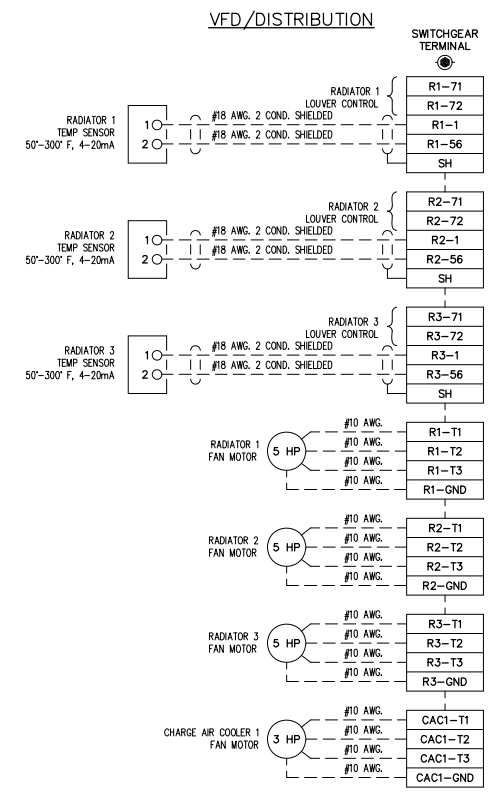 VFD/DISTRIBUTION
SWITCHGEAR
TERMINAL
RADIATOR 1
LOUVER CONTROL
R1-71
R1-72
RADIATOR 1
TEMP SENSOR
50°-300° F, 4-20mA
1
2
#18 AWG. 2 COND. SHIELDED
#18 AWG. 2 COND. SHIELDED
R1-1
R1-56
SH
RADIATOR 2
LOUVER CONTROL
R2-71
R2-72
RADIATOR 2
TEMP SENSOR
50°-300° F, 4-20mA
1
2
#18 AWG. 2 COND. SHIELDED
#18 AWG. 2 COND. SHIELDED
R2-1
R2-56
SH
RADIATOR 3
LOUVER CONTROL
R3-71
R3-72
RADIATOR 3
TEMP SENSOR
50°-300° F, 4-20mA
1
2
#18 AWG. 2 COND. SHIELDED
#18 AWG. 2 COND. SHIELDED
R3-1
R3-56
SH
RADIATOR 1
FAN MOTOR
5 HP
#10 AWG.
#10 AWG.
#10 AWG.
#10 AWG.
R1-T1
R1-T2
R1-T3
R1-GND
RADIATOR 2
FAN MOTOR
5 HP
#10 AWG.
#10 AWG.
#10 AWG.
#10 AWG.
R2-T1
R2-T2
R2-T3
R2-GND
RADIATOR 3
FAN MOTOR
5 HP
#10 AWG.
#10 AWG.
#10 AWG.
#10 AWG.
R3-T1
R3-T2
R3-T3
R3-GND
CHARGE AIR COOLER 1
FAN MOTOR
3 HP
#10 AWG.
#10 AWG.
#10 AWG.
#10 AWG.
CAC1-T1
CAC1-T2
CAC1-T3
CAC1-GND